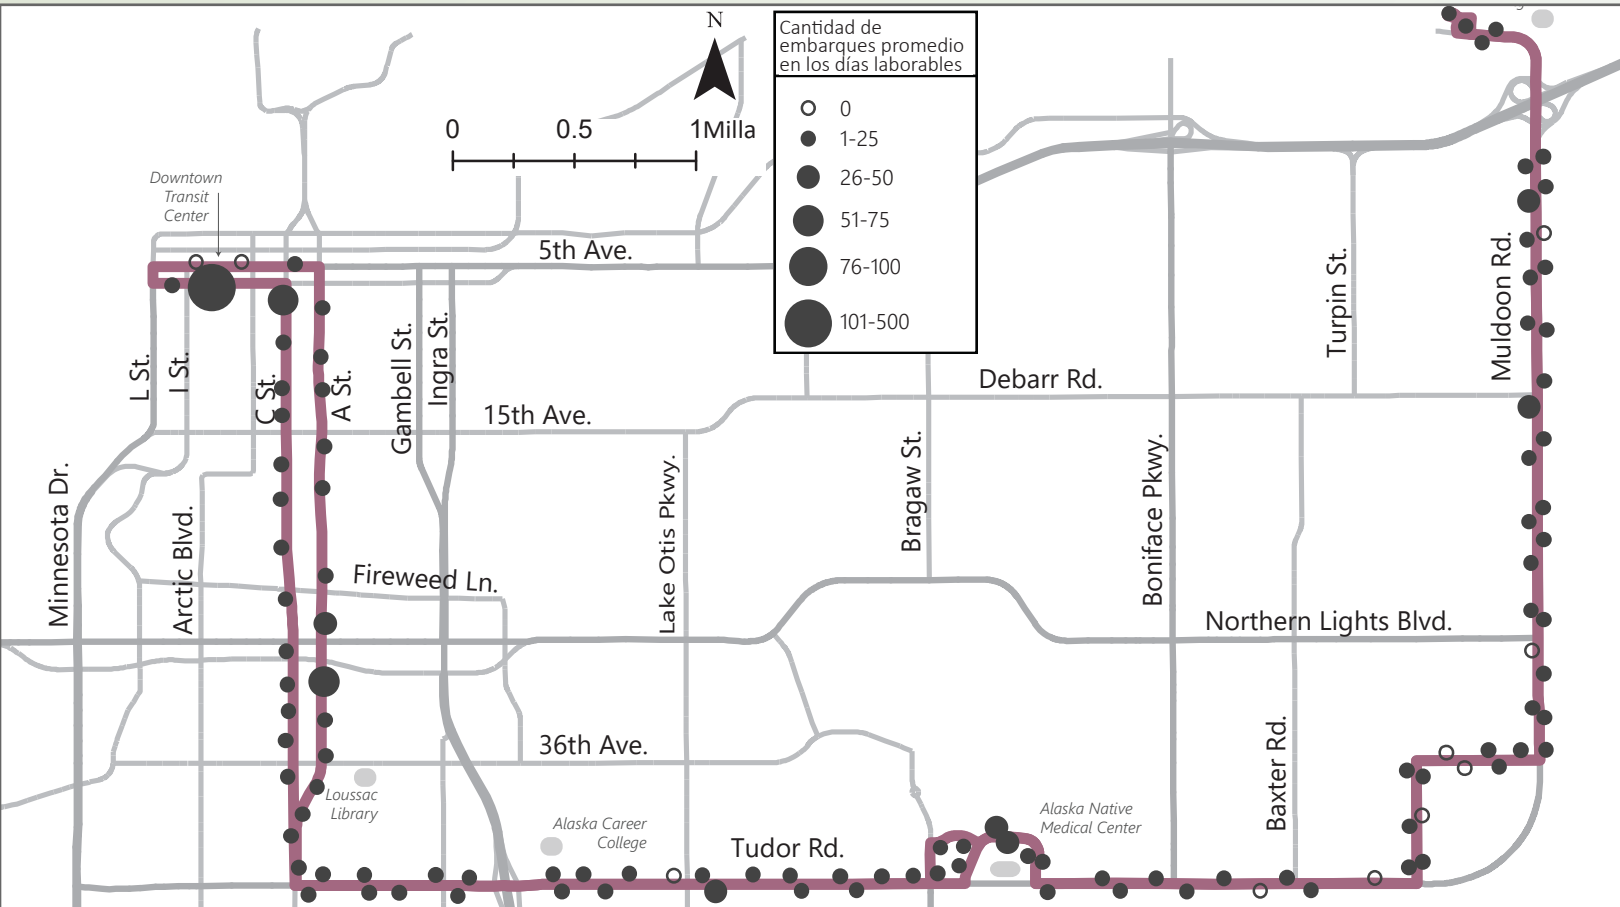 N
Cantidad de
embarques promedio
en los días laborables
0
1-25
26-50
51-75
76-100
101-500
0 0.5 1Milla
Downtown
Transit
Center
5th Ave.
L St.
I St.
C St.
A St.
Gambell St.
Ingra St.
15th Ave.
Debarr Rd.
Turpin St.
Muldoon Rd.
Minnesota Dr.
Arctic Blvd.
Fireweed Ln.
Lake Otis Pkwy.
Bragaw St.
Boniface Pkwy.
Northern Lights Blvd.
36th Ave.
Baxter Rd.
Loussac
Library
Alaska Career
College
Tudor Rd.
Alaska Native
Medical Center